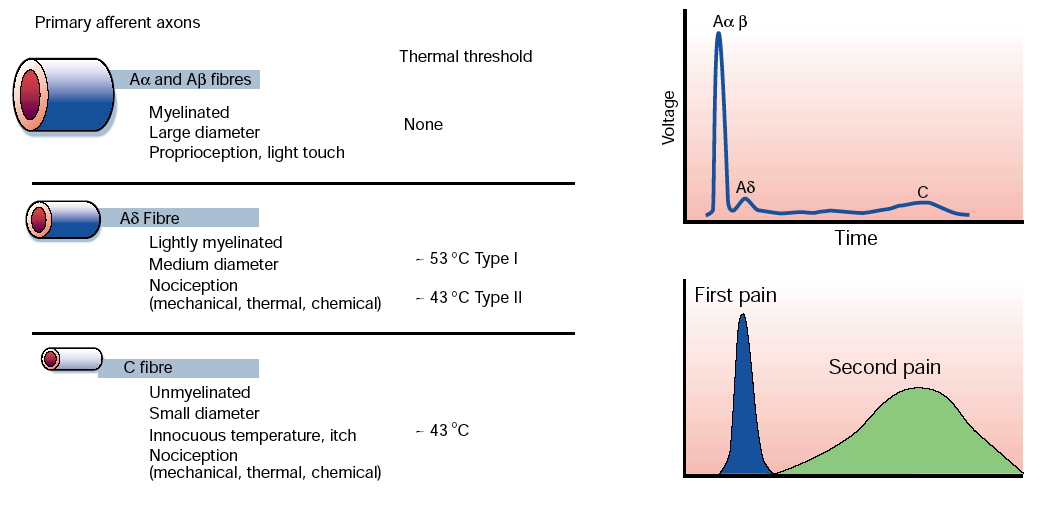 Primary afferent axons
Thermal threshold
Aα and Aβ fibres
Myelinated
Large diameter
Proprioception, light touch
None
Aδ Fibre
Lightly myelinated
Medium diameter
Nociception
(mechanical, thermal, chemical)
~ 53 °C Type I
~ 43 °C Type II
C fibre
Unmyelinated
Small diameter
Innocuous temperature, itch
Nociception
(mechanical, thermal, chemical)
~ 43 °C
Aα β
Voltage
Aδ
C
Time
First pain
Second pain